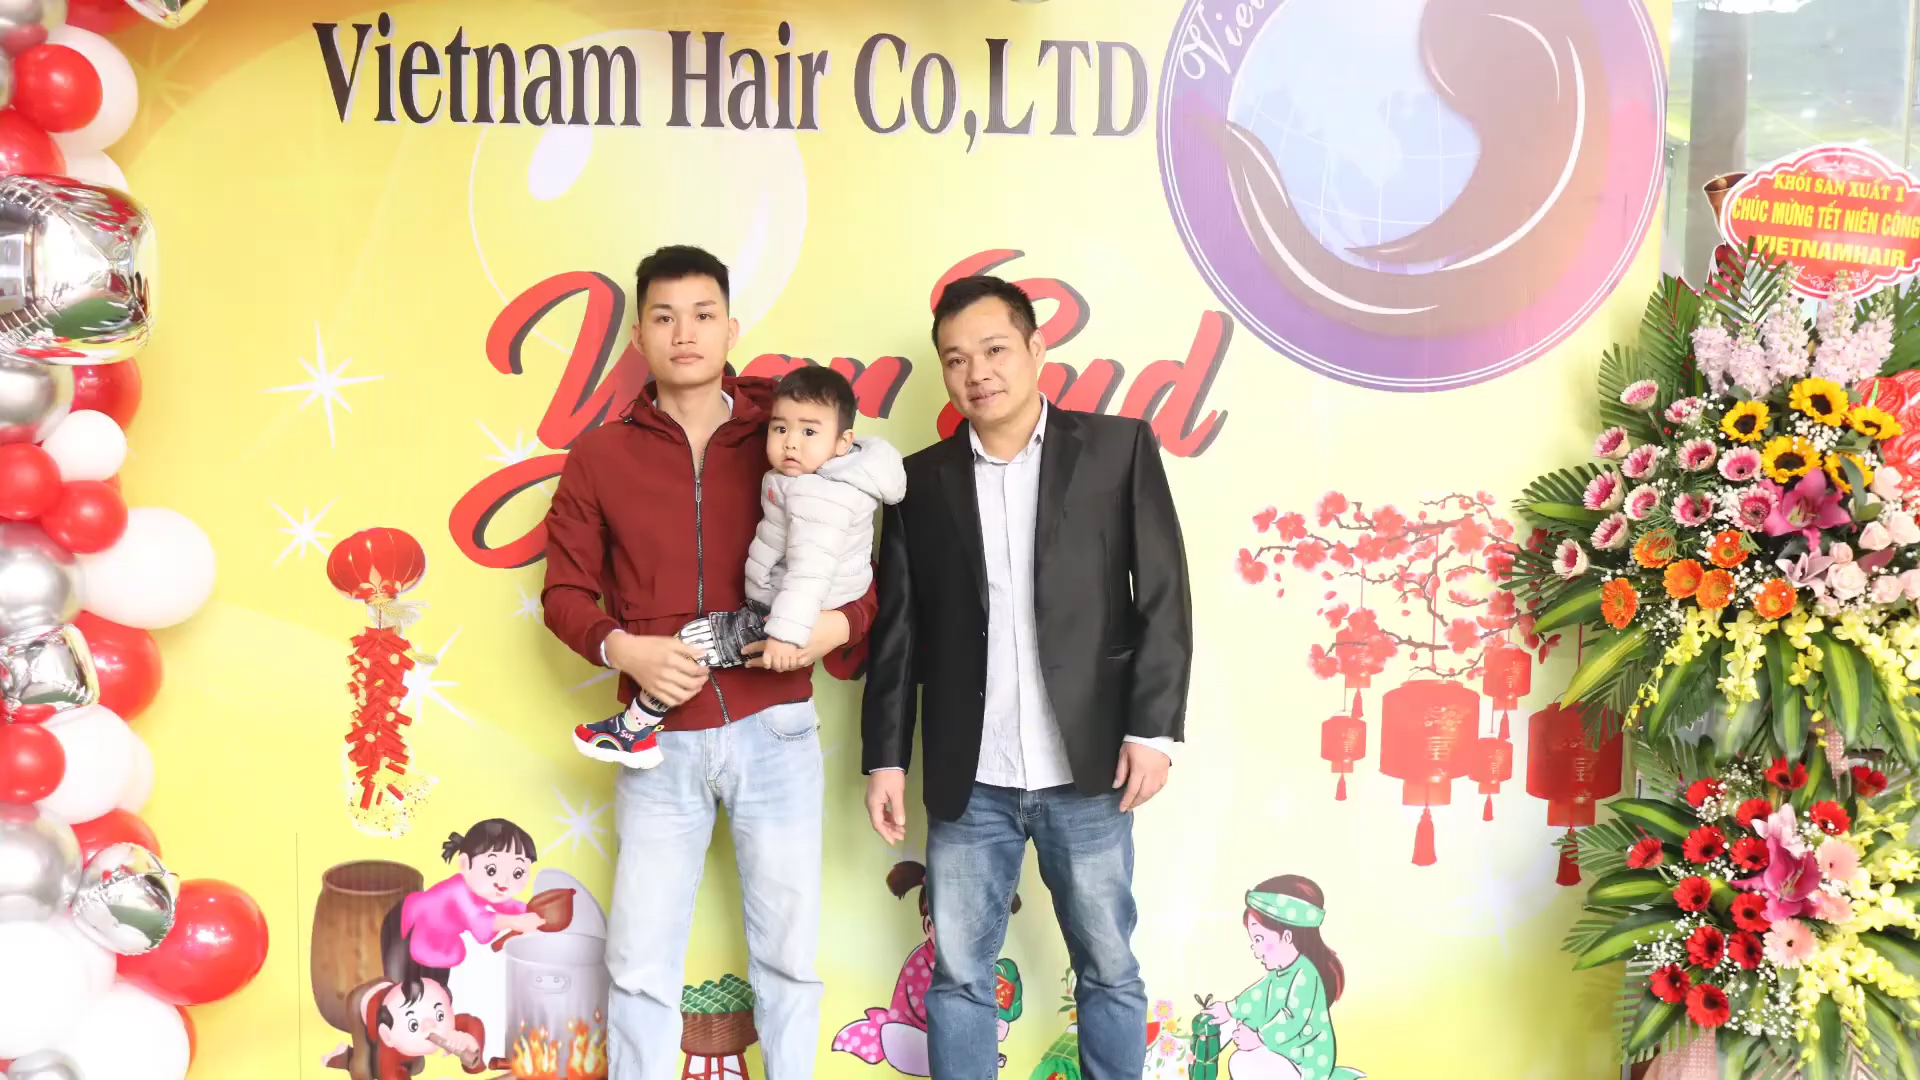 Vietnam Hair Co,LTD
Year End
KHỐI SẢN XUẤT 1
CHÚC MỪNG TẾT NIÊN CÔNG
VIETNAMHAIR